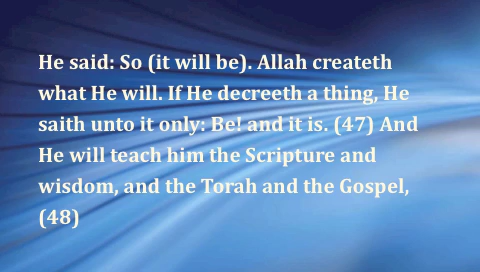 He said: So (it will be). Allah createth
what He will. If He decreeth a thing, He
saith unto it only: Be! and it is. (47) And
He will teach him the Scripture and
wisdom, and the Torah and the Gospel,
(48)